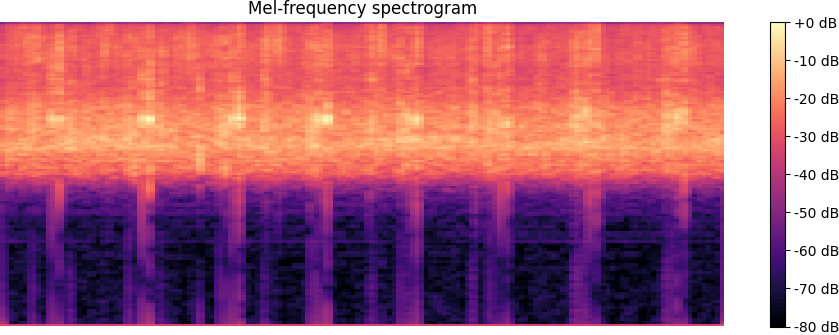 Mel-frequency spectrogram
+0 dB
-10 dB
-20 dB
-30 dB
-40 dB
-50 dB
-60 dB
-70 dB
-80 dB